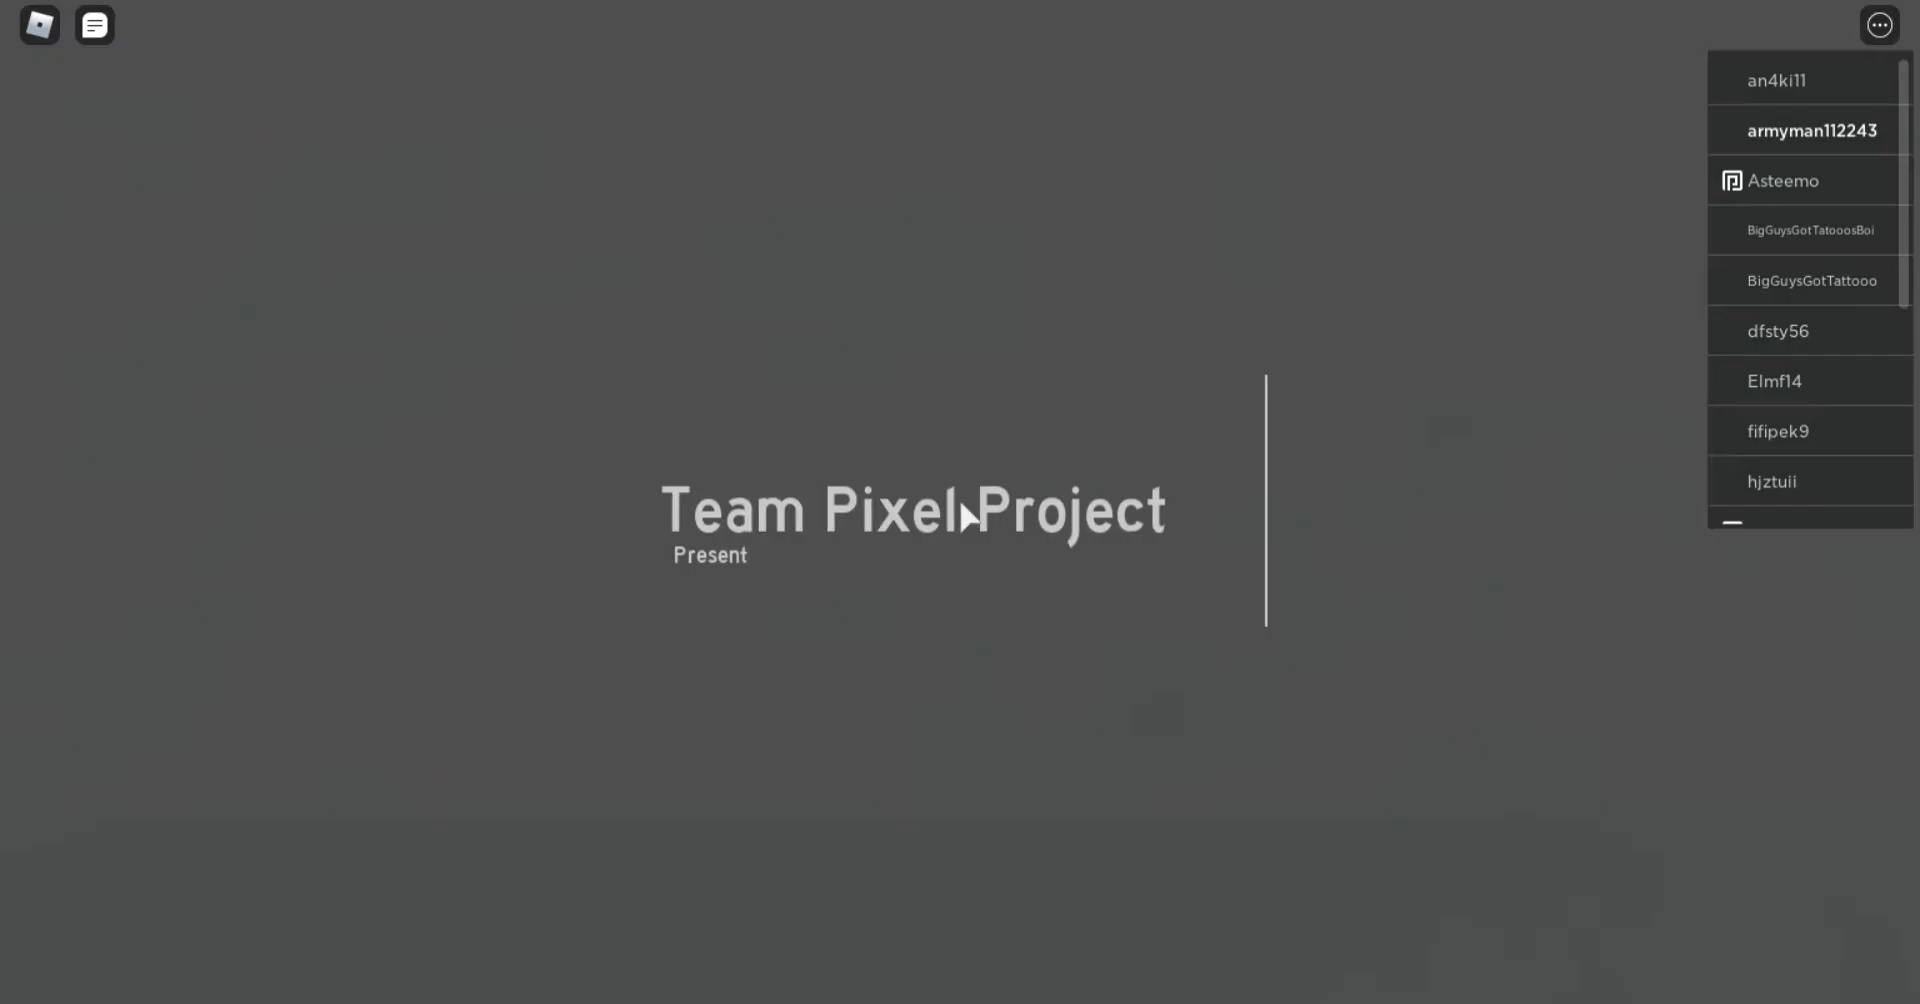 an4ki11
armyman112243
Asteemo
BigGuysGotTatooosBoi
BigGuysGotTattooo
dfsty56
Elmf14
fifipek9
hjztuii
Team Pixel Project
Present